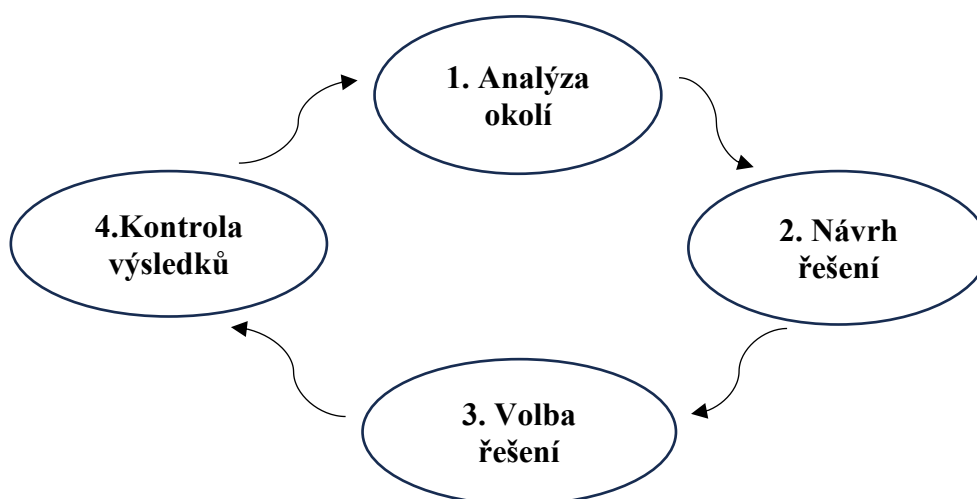 1. Analýza
okolí
2. Návrh
řešení
3. Volba
řešení
4.Kontrola
výsledků